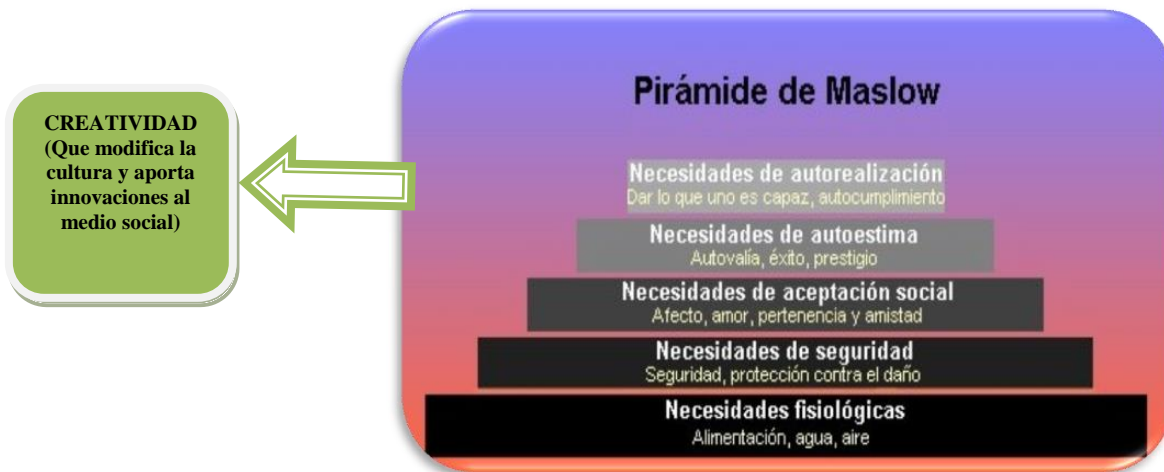 CREATIVIDAD
(Que modifica la
cultura y aporta
innovaciones al
medio social)
Pirámide de Maslow
Necesidades de autorealización
Dar lo que uno es capaz, autocumplimiento
Necesidades de autoestima
Autovalía, éxito, prestigio
Necesidades de aceptación social
Afecto, amor, pertenencia y amistad
Necesidades de seguridad
Seguridad, protección contra el daño
Necesidades fisiológicas
Alimentación, agua, aire